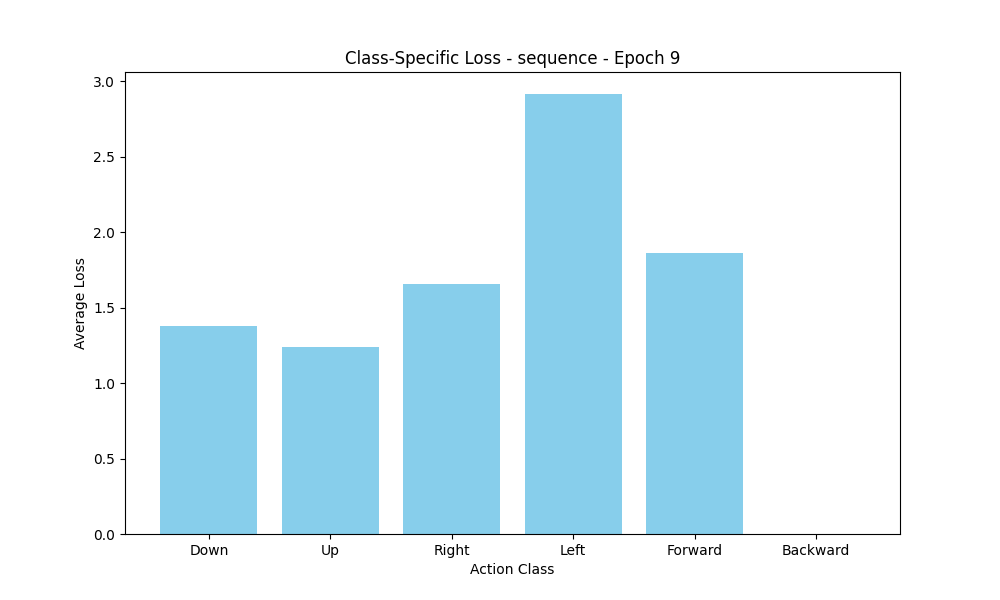 Class-Specific Loss - sequence - Epoch 9
3.0
2.5
2.0
1.5
1.0
0.5
0.0
Average Loss
Down Up Right Left Forward Backward
Action Class